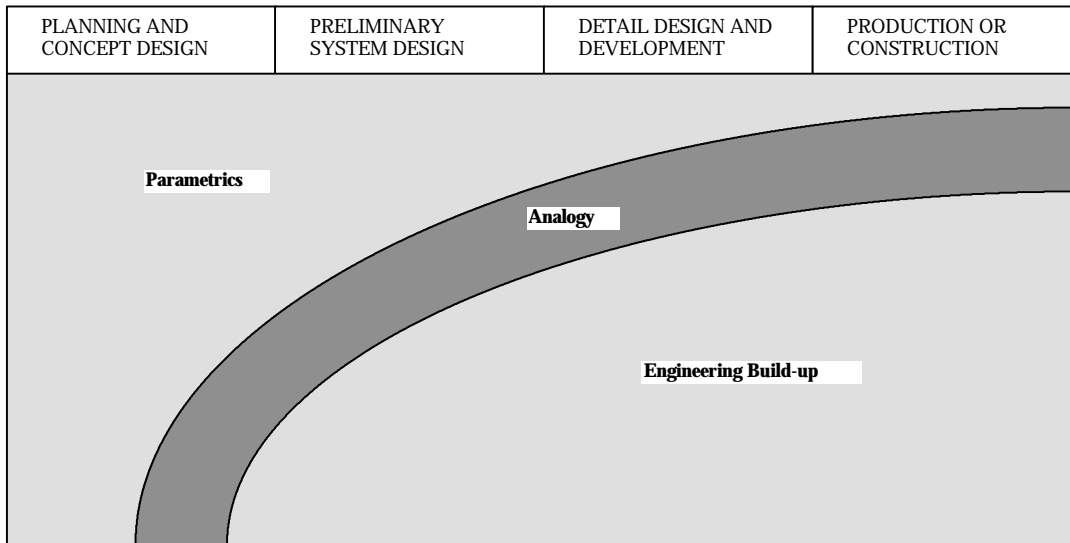 PLANNING AND
CONCEPT DESIGN
PRELIMINARY
SYSTEM DESIGN
DETAIL DESIGN AND
DEVELOPMENT
PRODUCTION OR
CONSTRUCTION
Parametrics
Analogy
Engineering Build-up